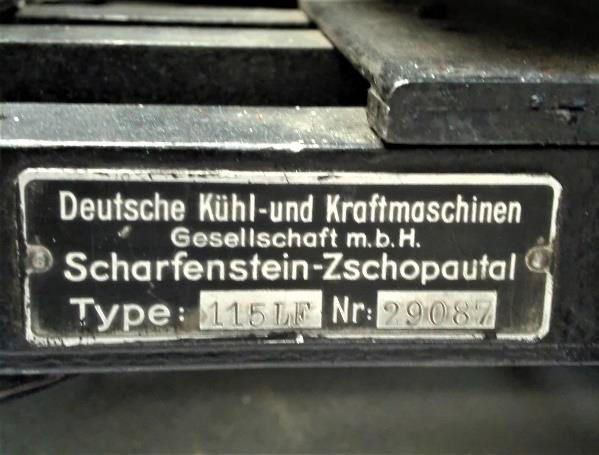 Deutsche Kühl-und Kraftmaschinen
Gesellschaft m.b.H.
Scharfenstein-Zschopautal
Type: 115LF Nr: 29087